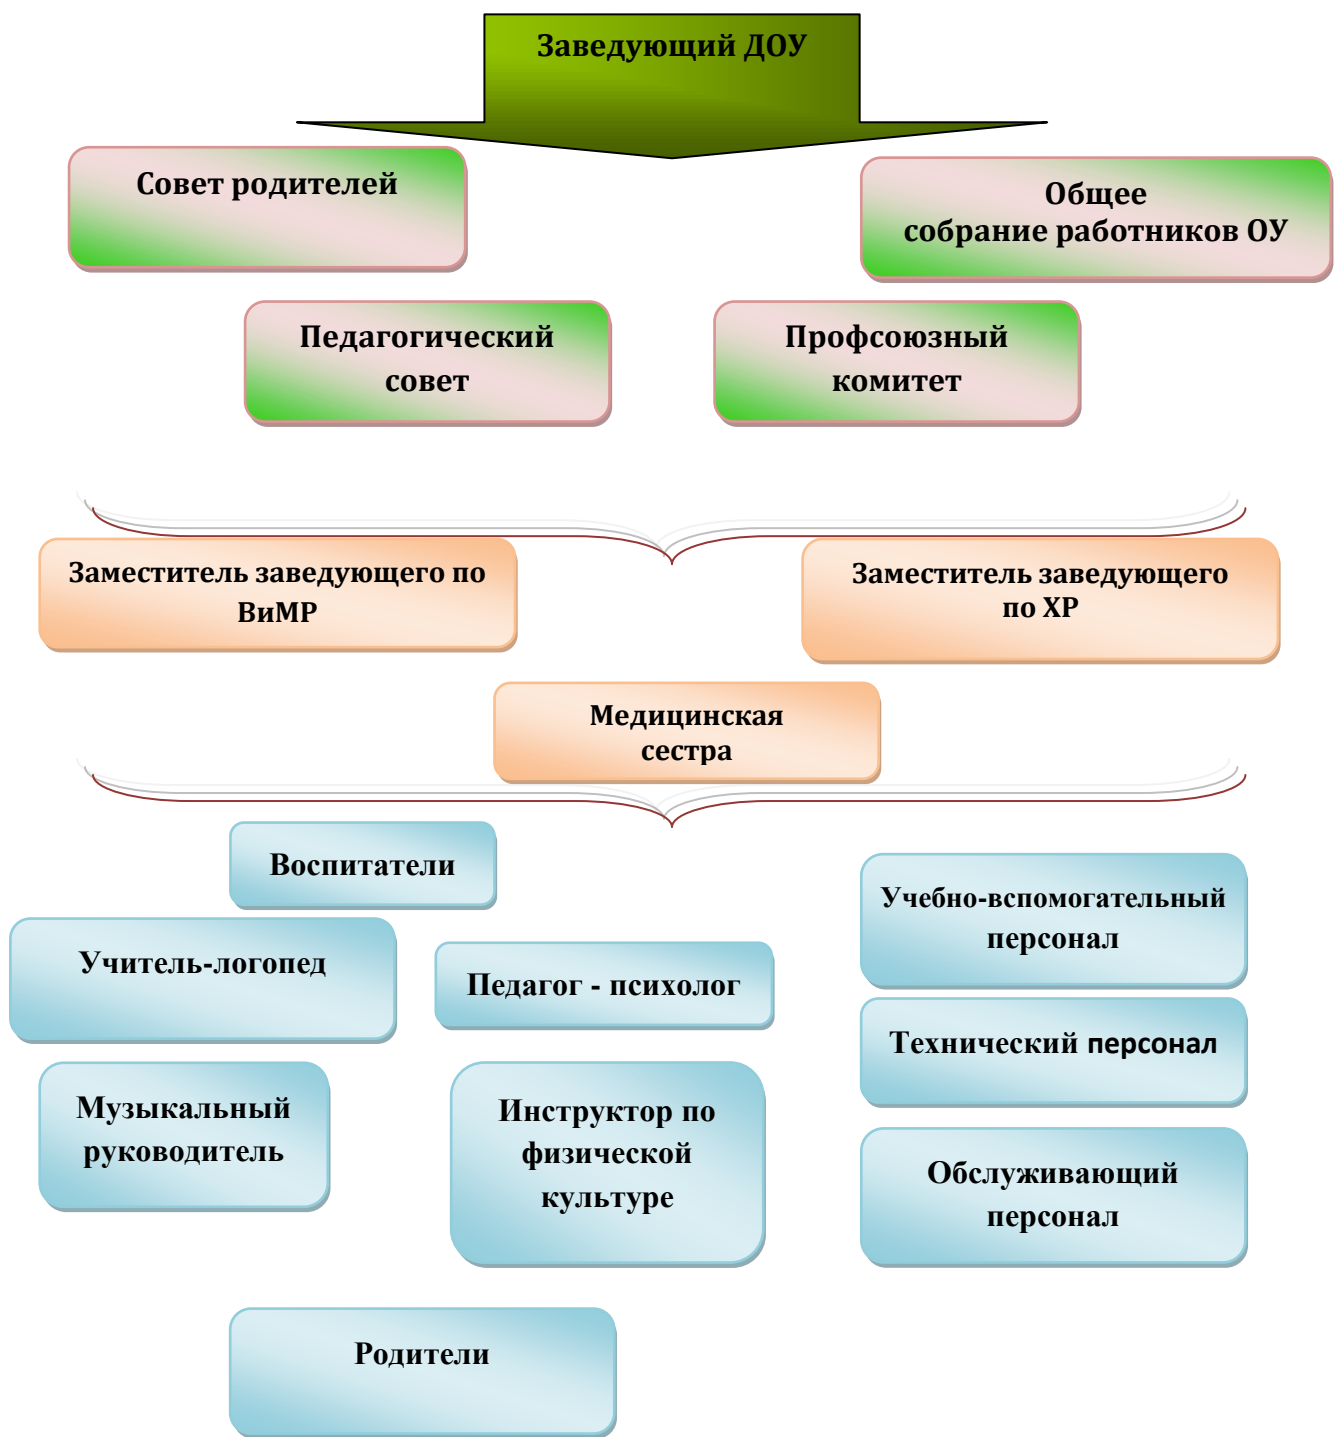 Заведующий ДОУ
Совет родителей
Общее
собрание работников ОУ
Педагогический
совет
Профсоюзный
комитет
Заместитель заведующего по
ВиМР
Заместитель заведующего
по ХР
Медицинская
сестра
Воспитатели
Учебно-вспомогательный
персонал
Учитель-логопед
Педагог - психолог
Технический персонал
Музыкальный
руководитель
Инструктор по
физической
культуре
Обслуживающий
персонал
Родители